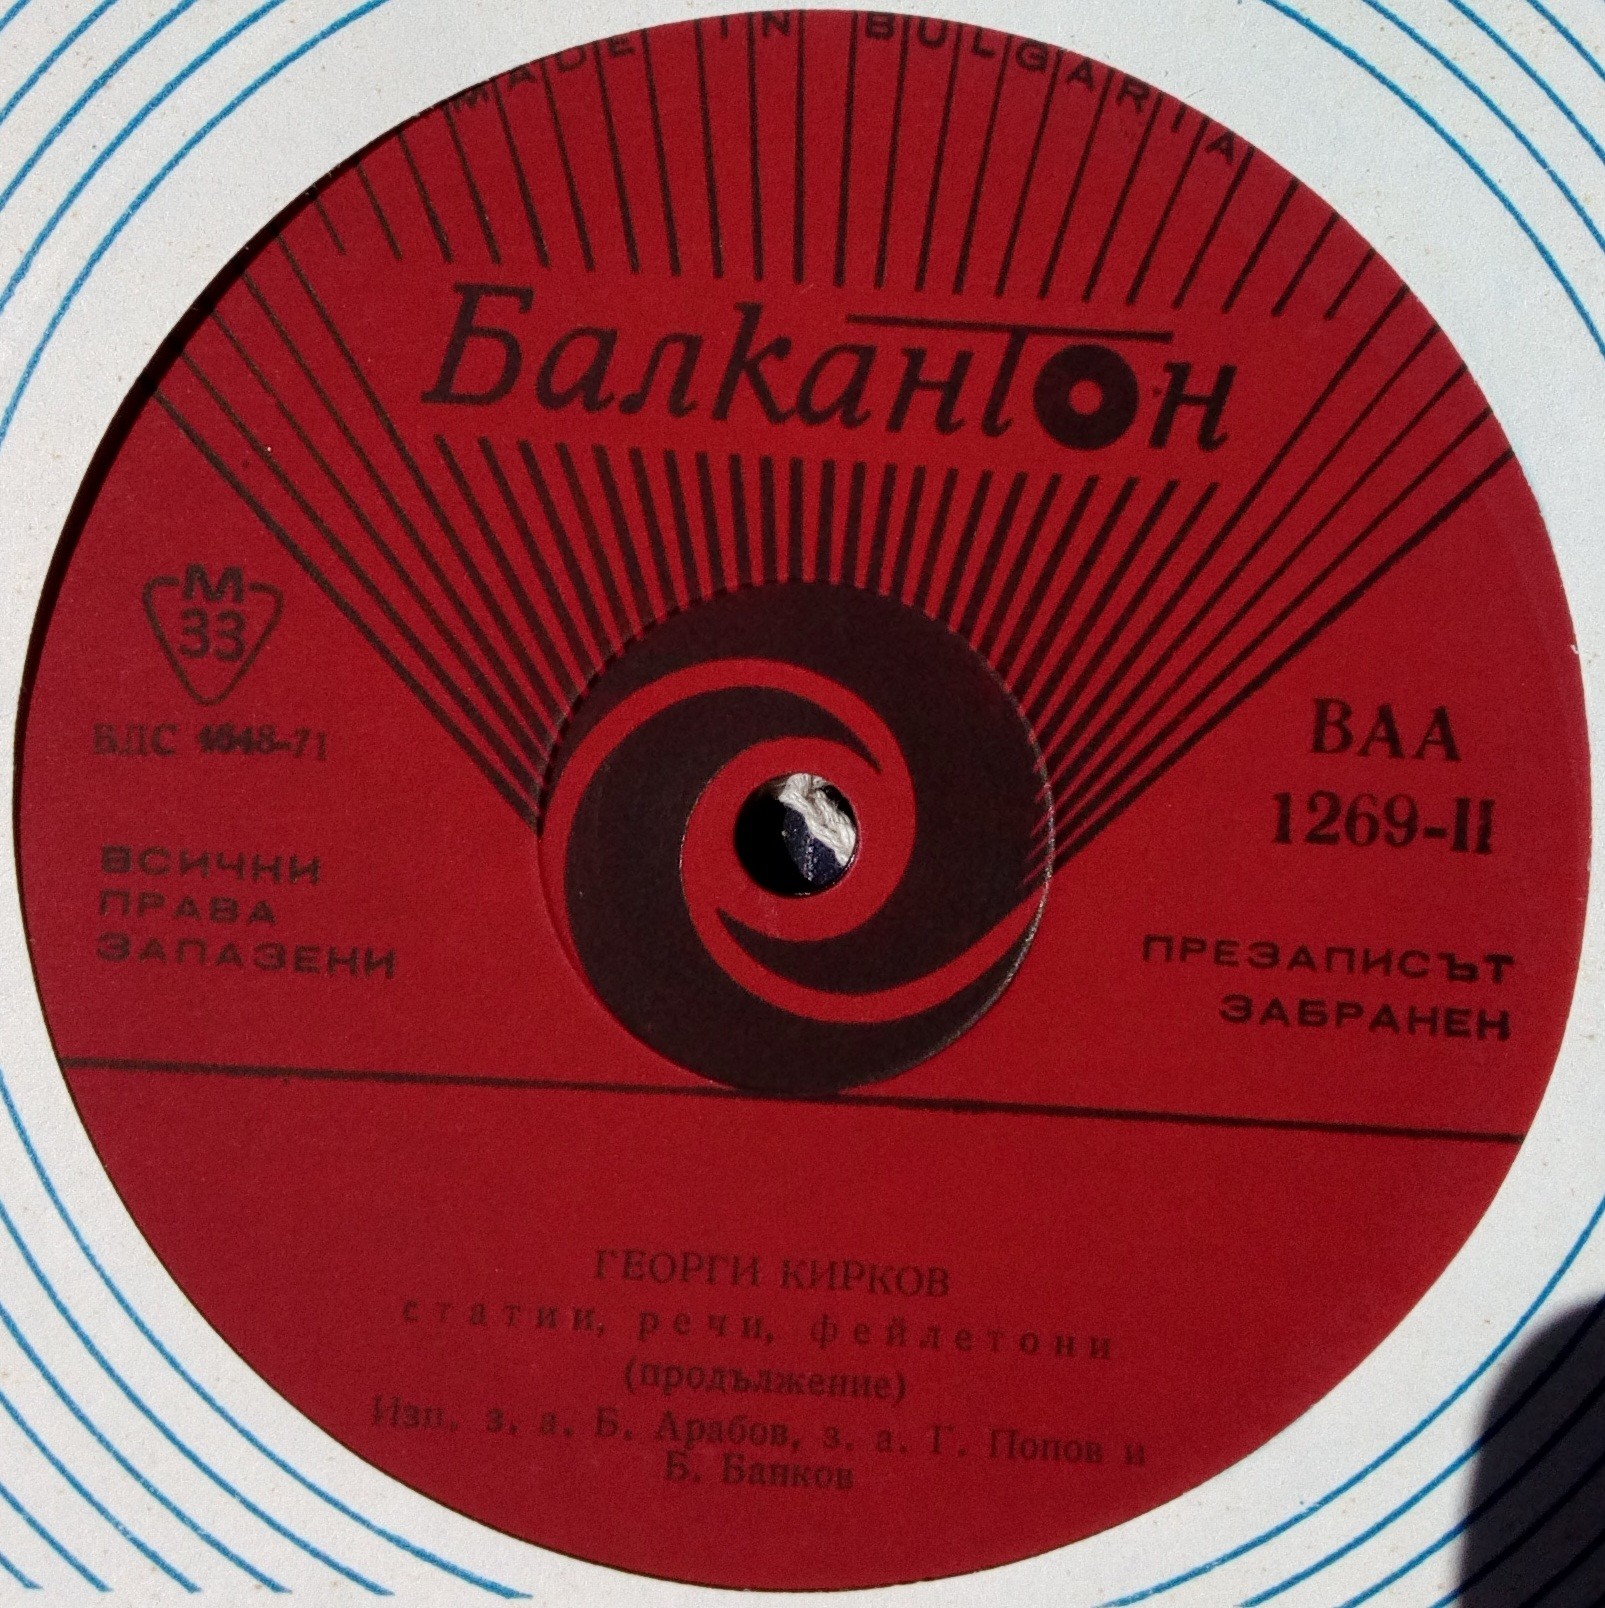 MADE IN BULGARIA
Балкантон
М
33
ВДС
ВАА
1269-II
ВСИЧНИ
ПРАВА
ЗАПАЗЕНИ
ПРЕЗАПИСЪТ
ЗАБРАНЕН
ГЕОРГИ КИРКОВ
статии, речи, фейлетони
(продължение)
Изп. з. а. Б. Арабов, з. а. Г. Попов и
Б. Банков